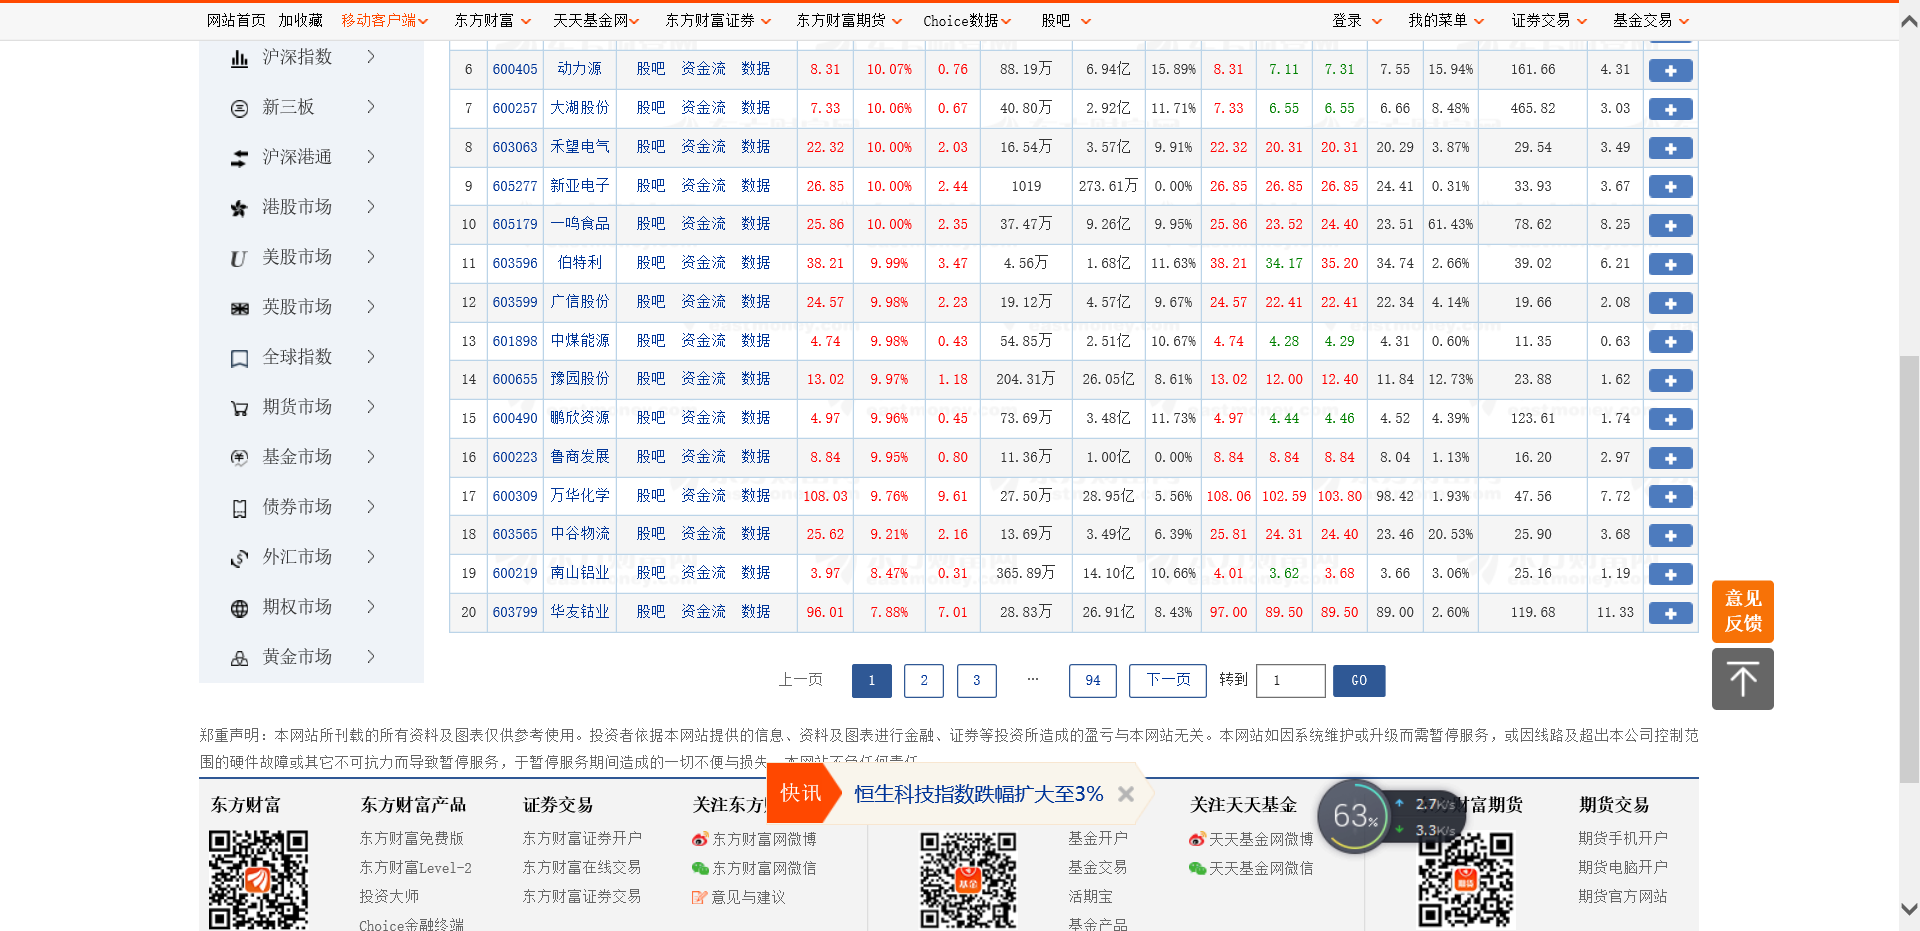 网站首页 加收藏 移动客户端 东方财富 天天基金网 东方财富证券 东方财富期货 Choice数据 股吧 登录 我的菜单 证券交易 基金交易
沪深指数
新三板
沪深港通
港股市场
美股市场
英股市场
全球指数
期货市场
基金市场
债券市场
外汇市场
期权市场
黄金市场
6 600405 动力源 股吧 资金流 数据 8.31 10.07% 0.76 88.19万 6.94亿 15.89% 8.31 7.11 7.31 7.55 15.94% 161.66 4.31
7 600257 大湖股份 股吧 资金流 数据 7.33 10.06% 0.67 40.80万 2.92亿 11.71% 7.33 6.55 6.55 6.66 8.48% 465.82 3.03
8 603063 禾望电气 股吧 资金流 数据 22.32 10.00% 2.03 16.54万 3.57亿 9.91% 22.32 20.31 20.31 20.29 3.87% 29.54 3.49
9 605277 新亚电子 股吧 资金流 数据 26.85 10.00% 2.44 1019 273.61万 0.00% 26.85 26.85 26.85 24.41 0.31% 33.93 3.67
10 605179 一鸣食品 股吧 资金流 数据 25.86 10.00% 2.35 37.47万 9.26亿 9.95% 25.86 23.52 24.40 23.51 61.43% 78.62 8.25
11 603596 伯特利 股吧 资金流 数据 38.21 9.99% 3.47 4.56万 1.68亿 11.63% 38.21 34.17 35.20 34.74 2.66% 39.02 6.21
12 603599 广信股份 股吧 资金流 数据 24.57 9.98% 2.23 19.12万 4.57亿 9.67% 24.57 22.41 22.41 22.34 4.14% 19.66 2.08
13 601898 中煤能源 股吧 资金流 数据 4.74 9.98% 0.43 54.85万 2.51亿 10.67% 4.74 4.28 4.29 4.31 0.60% 11.35 0.63
14 600655 豫园股份 股吧 资金流 数据 13.02 9.97% 1.18 204.31万 26.05亿 8.61% 13.02 12.00 12.40 11.84 12.73% 23.88 1.62
15 600490 鹏欣资源 股吧 资金流 数据 4.97 9.96% 0.45 73.69万 3.48亿 11.73% 4.97 4.44 4.46 4.52 4.39% 123.61 1.74
16 600223 鲁商发展 股吧 资金流 数据 8.84 9.95% 0.80 11.36万 1.00亿 0.00% 8.84 8.84 8.84 8.04 1.13% 16.20 2.97
17 600309 万华化学 股吧 资金流 数据 108.03 9.76% 9.61 27.50万 28.95亿 5.56% 108.06 102.59 103.80 98.42 1.93% 47.56 7.72
18 603565 中谷物流 股吧 资金流 数据 25.62 9.21% 2.16 13.69万 3.49亿 6.39% 25.81 24.31 24.40 23.46 20.53% 25.90 3.68
19 600219 南山铝业 股吧 资金流 数据 3.97 8.47% 0.31 365.89万 14.10亿 10.66% 4.01 3.62 3.68 3.66 3.06% 25.16 1.19
20 603799 华友钴业 股吧 资金流 数据 96.01 7.88% 7.01 28.83万 26.91亿 8.43% 97.00 89.50 89.50 89.00 2.60% 119.68 11.33
上一页 1 2 3 ... 94 下一页 转到 1 GO
意见
反馈
郑重声明：本网站所刊载的所有资料及图表仅供参考使用。投资者依据本网站提供的信息、资料及图表进行金融、证券等投资所造成的盈亏与本网站无关。本网站如因系统维护或升级而需暂停服务，或因线路及超出本公司控制范
围的硬件故障或其它不可抗力而导致暂停服务，于暂停服务期间造成的一切不便与损失，本网站不负任何责任
快讯 恒生科技指数跌幅扩大至3%
63% 2.7K/s
3.3K/s
东方财富
东方财富产品
东方财富免费版
东方财富Level-2
投资大师
Choice金融终端
证券交易
东方财富证券开户
东方财富在线交易
东方财富证券交易
关注东方
东方财富网微博
东方财富网微信
意见与建议
基金
基金开户
基金交易
活期宝
基金产品
关注天天基金
天天基金网微博
天天基金网微信
财富期货
期货交易
期货手机开户
期货电脑开户
期货官方网站